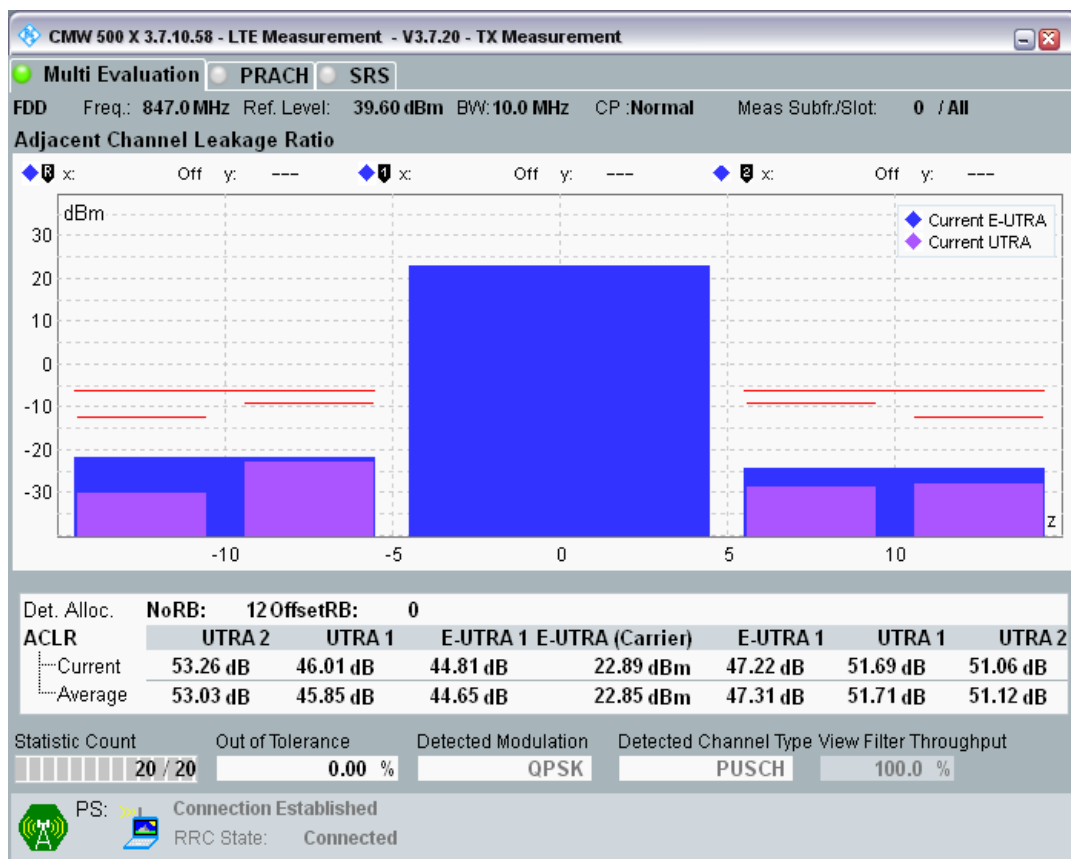 CMW 500 X 3.7.10.58 - LTE Measurement - V3.7.20 - TX Measurement
Multi Evaluation PRACH SRS
FDD Freq.: 847.0 MHz Ref. Level: 39.60 dBm BW: 10.0 MHz CP :Normal Meas Subfr./Slot: 0 / All
Adjacent Channel Leakage Ratio
R x: Off y: --- 1 x: Off y: --- 2 x: Off y: ---
dBm
Current E-UTRA
Current UTRA
30
20
10
0
-10
-20
-30
z
-10 -5 0 5 10
Det. Alloc. NoRB: 12 OffsetRB: 0
ACLR UTRA 2 UTRA 1 E-UTRA 1 E-UTRA (Carrier) E-UTRA 1 UTRA 1 UTRA 2
Current 53.26 dB 46.01 dB 44.81 dB 22.89 dBm 47.22 dB 51.69 dB 51.06 dB
Average 53.03 dB 45.85 dB 44.65 dB 22.85 dBm 47.31 dB 51.71 dB 51.12 dB
Statistic Count Out of Tolerance Detected Modulation Detected Channel Type View Filter Throughput
20 / 20 0.00 % QPSK PUSCH 100.0 %
PS: Connection Established
RRC State: Connected